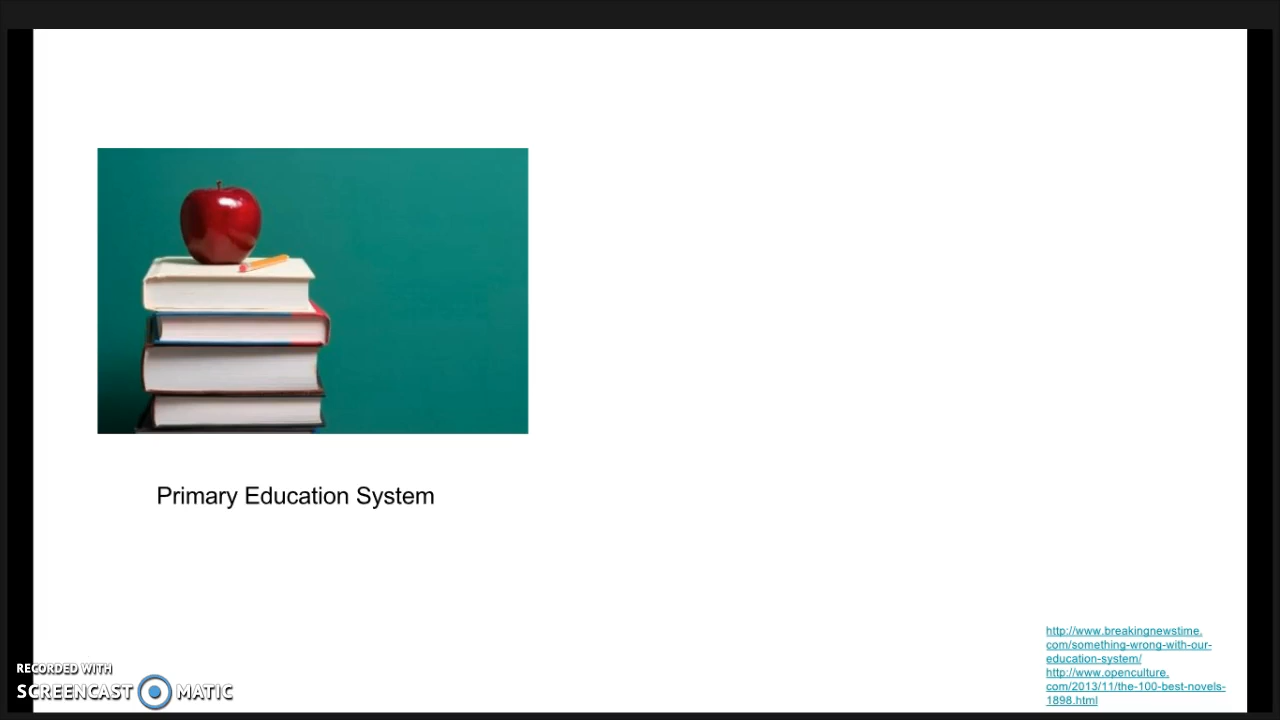 Primary Education System
http://www.breakingnewstime.
com/something-wrong-with-our-
education-system/
http://www.openculture.
com/2013/11/the-100-best-novels-
1898.html
RECORDED WITH
SCREENCAST MATIC